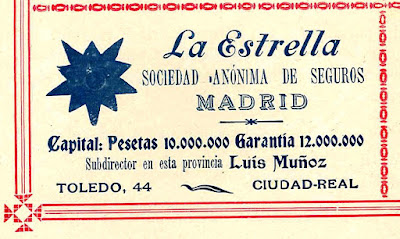 La Estrella
SOCIEDAD ANÓNIMA DE SEGUROS
MADRID
Capital: Pesetas 10.000.000 Garantía 12.000.000
Subdirector en esta provincia Luis Muñoz
TOLEDO, 44 CIUDAD-REAL